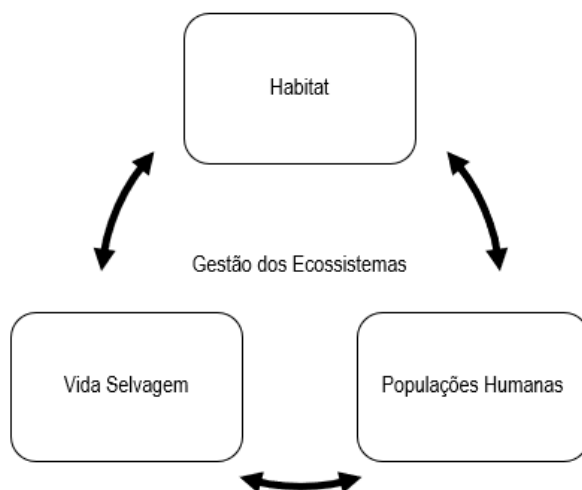 Habitat
Gestão dos Ecossistemas
Vida Selvagem
Populações Humanas